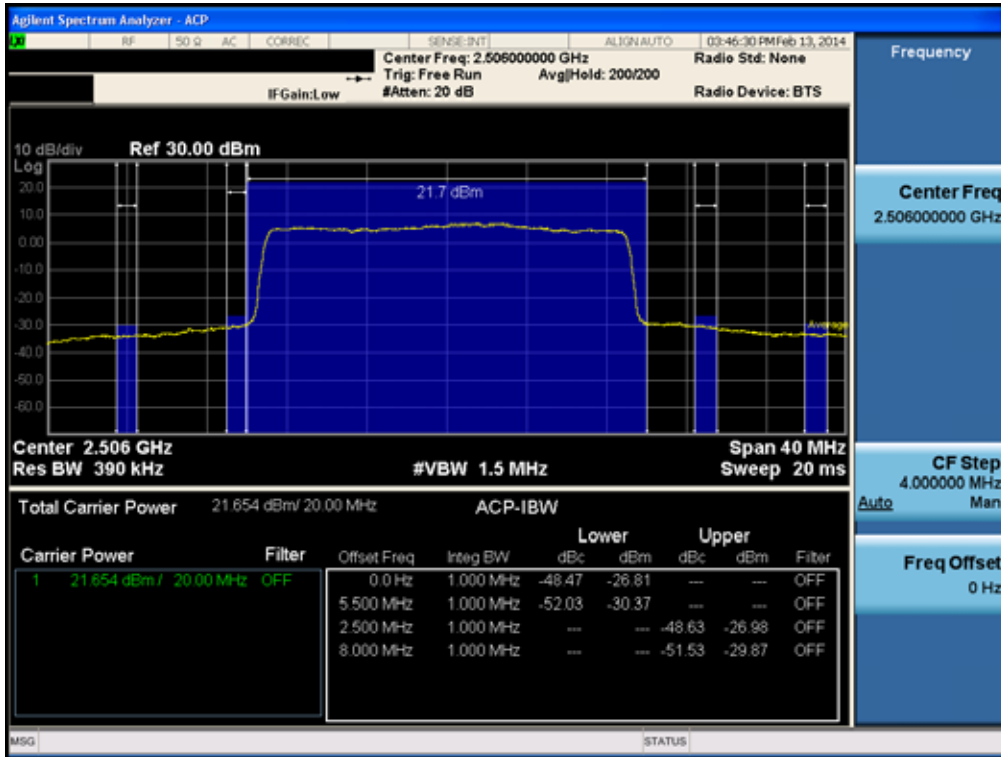 Agilent Spectrum Analyzer - ACP
LXI RF 50 Ω AC CORREC SENSE:INT ALIGN AUTO 03:46:30 PM Feb 13, 2014
Center Freq: 2.506000000 GHz Radio Std: None
Trig: Free Run Avg|Hold: 200/200
IFGain:Low #Atten: 20 dB Radio Device: BTS
Frequency
10 dB/div Ref 30.00 dBm
Log
20.0
21.7 dBm
10.0
0.00
-10.0
-20.0
-30.0
Average
-40.0
-50.0
-60.0
Center Freq
2.506000000 GHz
Center 2.506 GHz Span 40 MHz
Res BW 390 kHz #VBW 1.5 MHz Sweep 20 ms
CF Step
4.000000 MHz
Auto Man
Total Carrier Power 21.654 dBm/ 20.00 MHz ACP-IBW
Lower Upper
Carrier Power Filter Offset Freq Integ BW dBc dBm dBc dBm Filter
1 21.654 dBm / 20.00 MHz OFF 0.0 Hz 1.000 MHz -48.47 -26.81 --- --- OFF
5.500 MHz 1.000 MHz -52.03 -30.37 --- --- OFF
2.500 MHz 1.000 MHz --- --- -48.63 -26.98 OFF
8.000 MHz 1.000 MHz --- --- -51.53 -29.87 OFF
Freq Offset
0 Hz
MSG STATUS